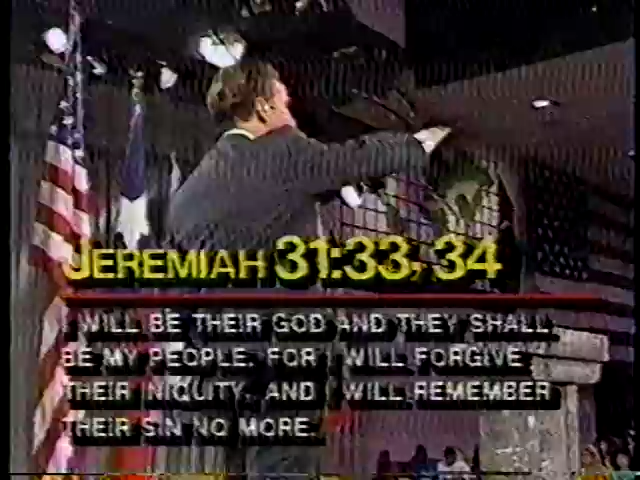 JEREMIAH 31:33, 34
I WILL BE THEIR GOD AND THEY SHALL
BE MY PEOPLE. FOR I WILL FORGIVE
THEIR INIQUITY, AND I WILL REMEMBER
THEIR SIN NO MORE.